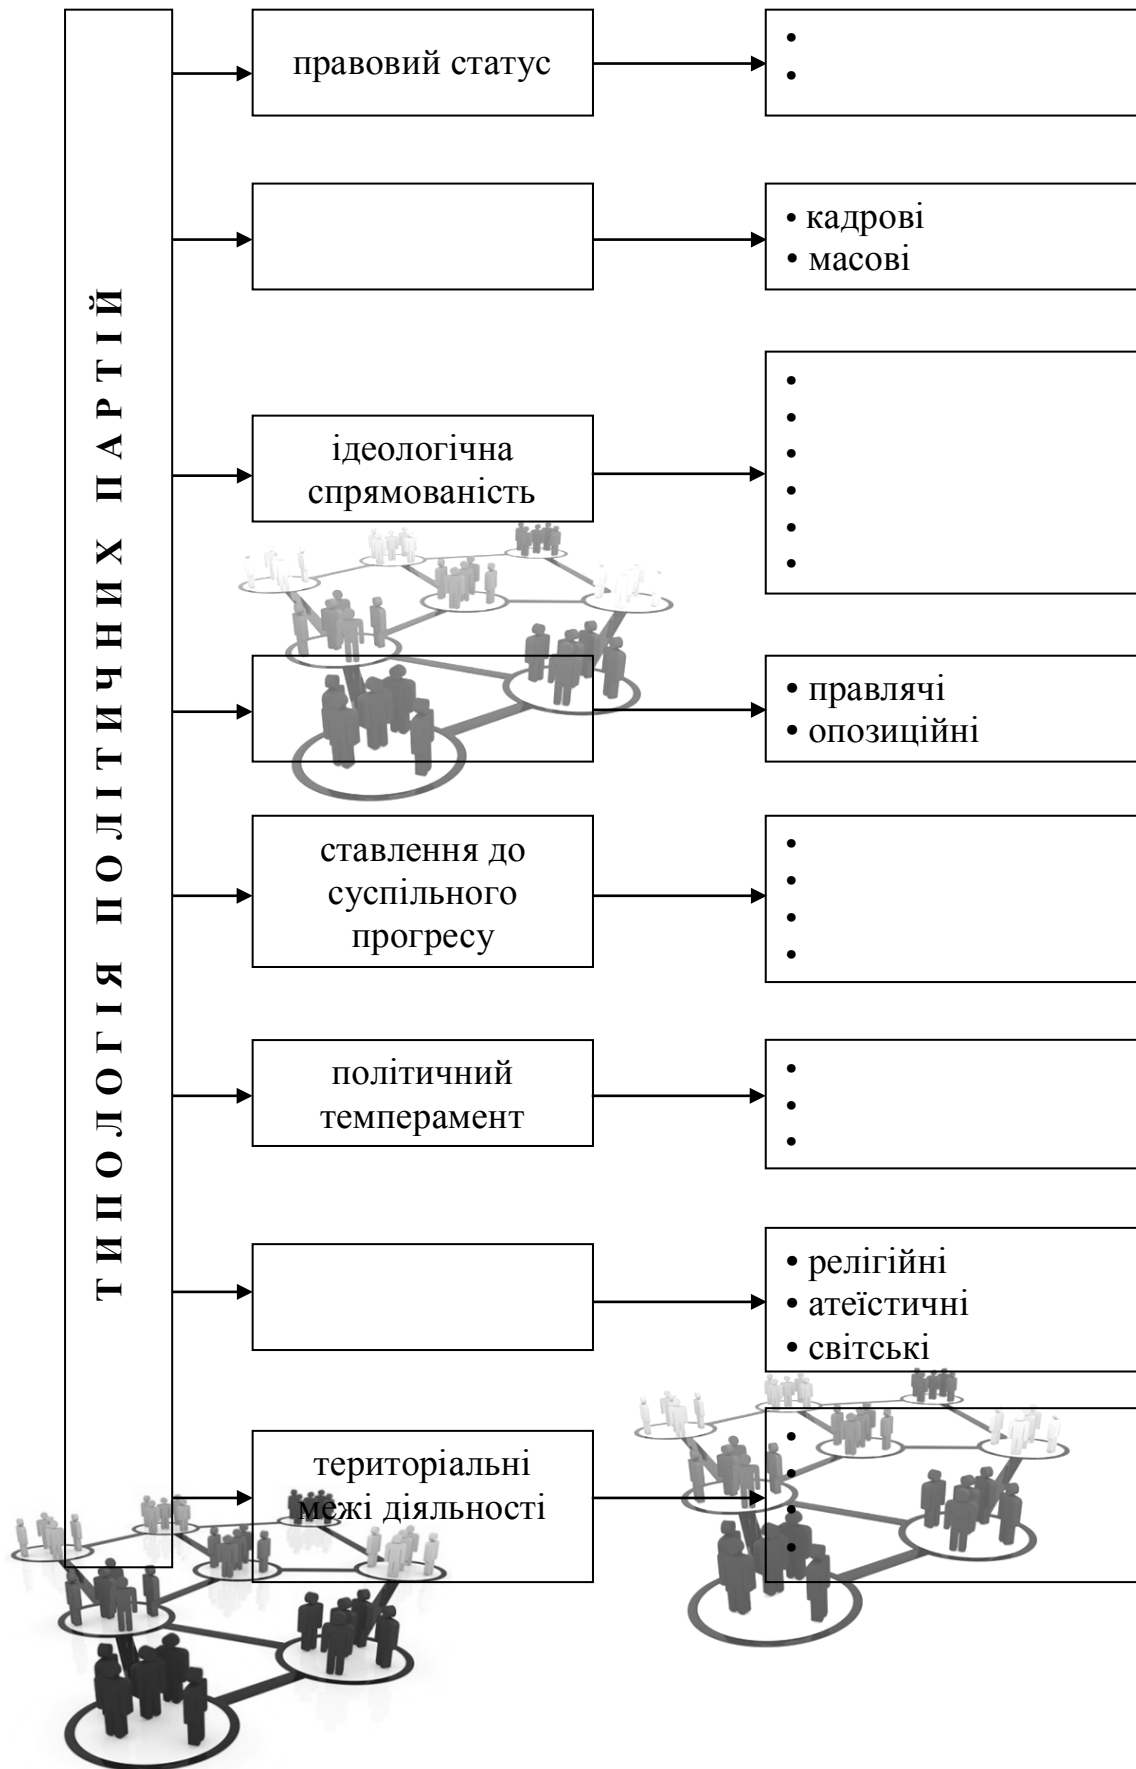 ТИПОЛОГІЯ ПОЛІТИЧНИХ ПАРТІЙ
правовий статус
•
•
• кадрові
• масові
ідеологічна
спрямованість
•
•
•
•
•
•
• правлячі
• опозиційні
ставлення до
суспільного
прогресу
•
•
•
•
політичний
темперамент
•
•
•
• релігійні
• атеїстичні
• світські
територіальні
межі діяльності
•
•
•
•